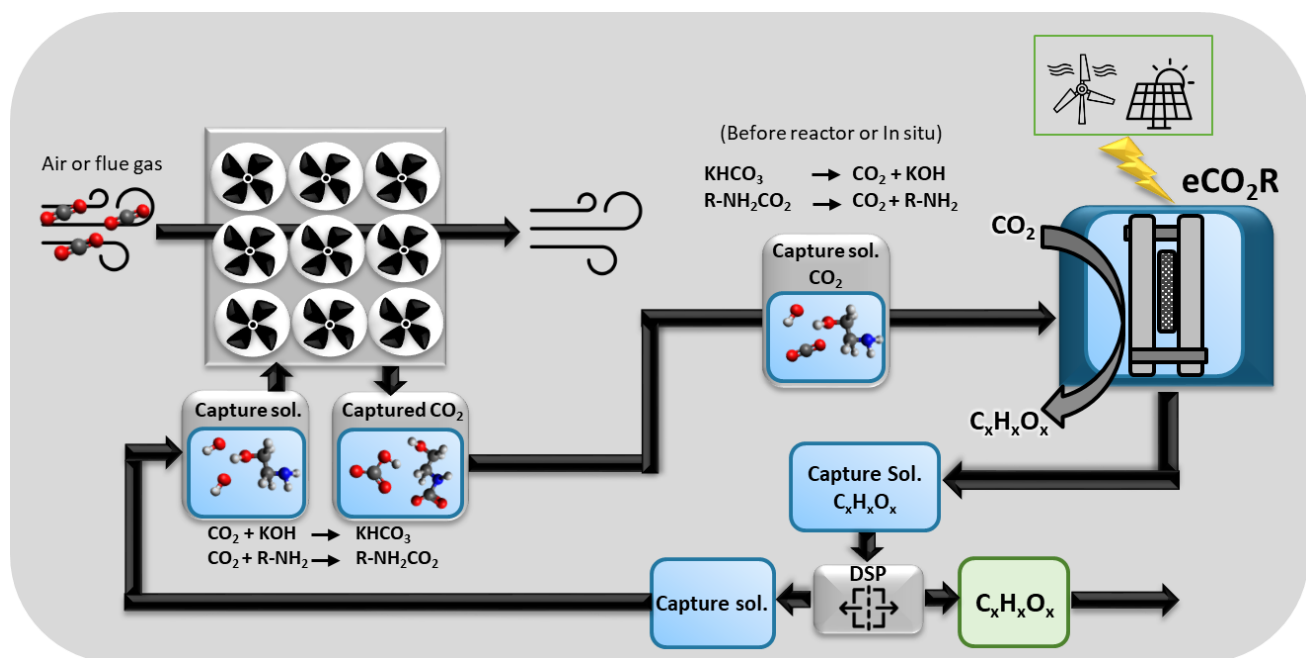 Air or flue gas
(Before reactor or In situ)
KHCO₃ → CO₂ + KOH
R-NH₂CO₂ → CO₂ + R-NH₂
eCO₂R
CO₂
Capture sol.
CO₂
CₓHₓOₓ
Capture sol.
Captured CO₂
CO₂ + KOH → KHCO₃
CO₂ + R-NH₂ → R-NH₂CO₂
Capture Sol.
CₓHₓOₓ
DSP
Capture sol.
CₓHₓOₓ